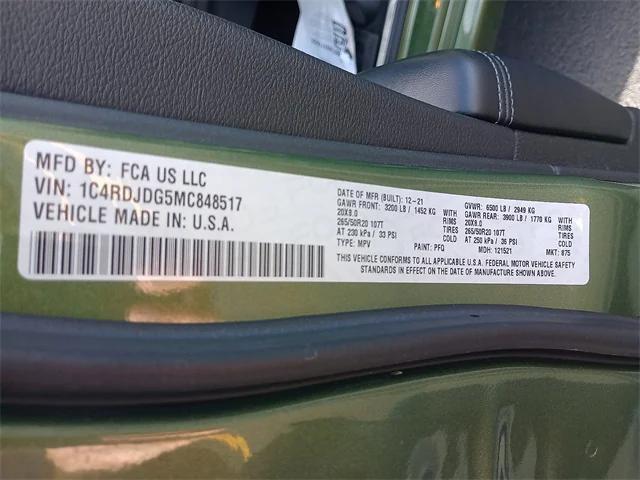 MFD BY: FCA US LLC
VIN: 1C4RDJDG5MC848517
VEHICLE MADE IN: U.S.A.
DATE OF MFR (BUILT): 12-21 GVWR: 6500 LB / 2949 KG
GAWR FRONT: 3200 LB / 1452 KG WITH GAWR REAR: 3900 LB / 1770 KG WITH
20X8.0 RIMS 20X8.0 RIMS
265/50R20 107T TIRES 265/50R20 107T TIRES
AT 230 kPa / 33 PSI COLD AT 250 kPa / 36 PSI COLD
TYPE: MPV PAINT: PFQ MDH: 121521 MKT: 875
THIS VEHICLE CONFORMS TO ALL APPLICABLE U.S.A. FEDERAL MOTOR VEHICLE SAFETY
STANDARDS IN EFFECT ON THE DATE OF MANUFACTURE SHOWN ABOVE.